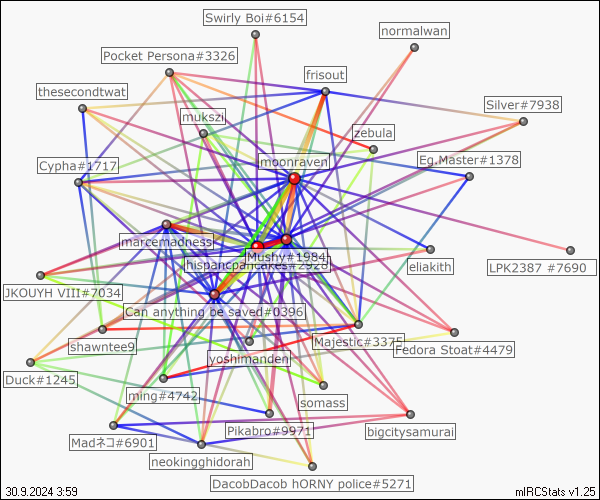 Swirly Boi#6154
normalwan
Pocket Persona#3326
frisout
thesecondtwat
Silver#7938
mukszi
zebula
Eg.Master#1378
moonraven
Cypha#1717
marcemadness
Mushy#1984
hispancpancakes#2928
eliakith
LPK2387 #7690
JKOUYH VIII#7034
Can anything be saved#0396
shawntee9
Majestic#3375
Fedora Stoat#4479
yoshimanden
Duck#1245
ming#4742
somass
Pikabro#9971
bigcitysamurai
Madネコ#6901
neokingghidorah
DacobDacob hORNY police#5271
30.9.2024 3:59
mIRCStats v1.25